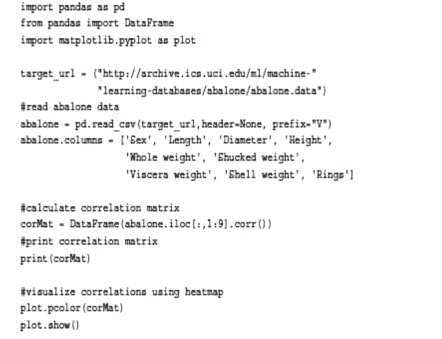 import pandas as pd
from pandas import DataFrame
import matplotlib.pyplot as plot
target_url = ("http://archive.ics.uci.edu/ml/machine-"
"learning-databases/abalone/abalone.data")
#read abalone data
abalone = pd.read_csv(target_url,header=None, prefix="V")
abalone.columns = ['Sex', 'Length', 'Diameter', 'Height',
'Whole weight', 'Shucked weight',
'Viscera weight', 'Shell weight', 'Rings']
#calculate correlation matrix
corMat = DataFrame(abalone.iloc[:,1:9].corr())
#print correlation matrix
print(corMat)
#visualize correlations using heatmap
plot.pcolor(corMat)
plot.show()